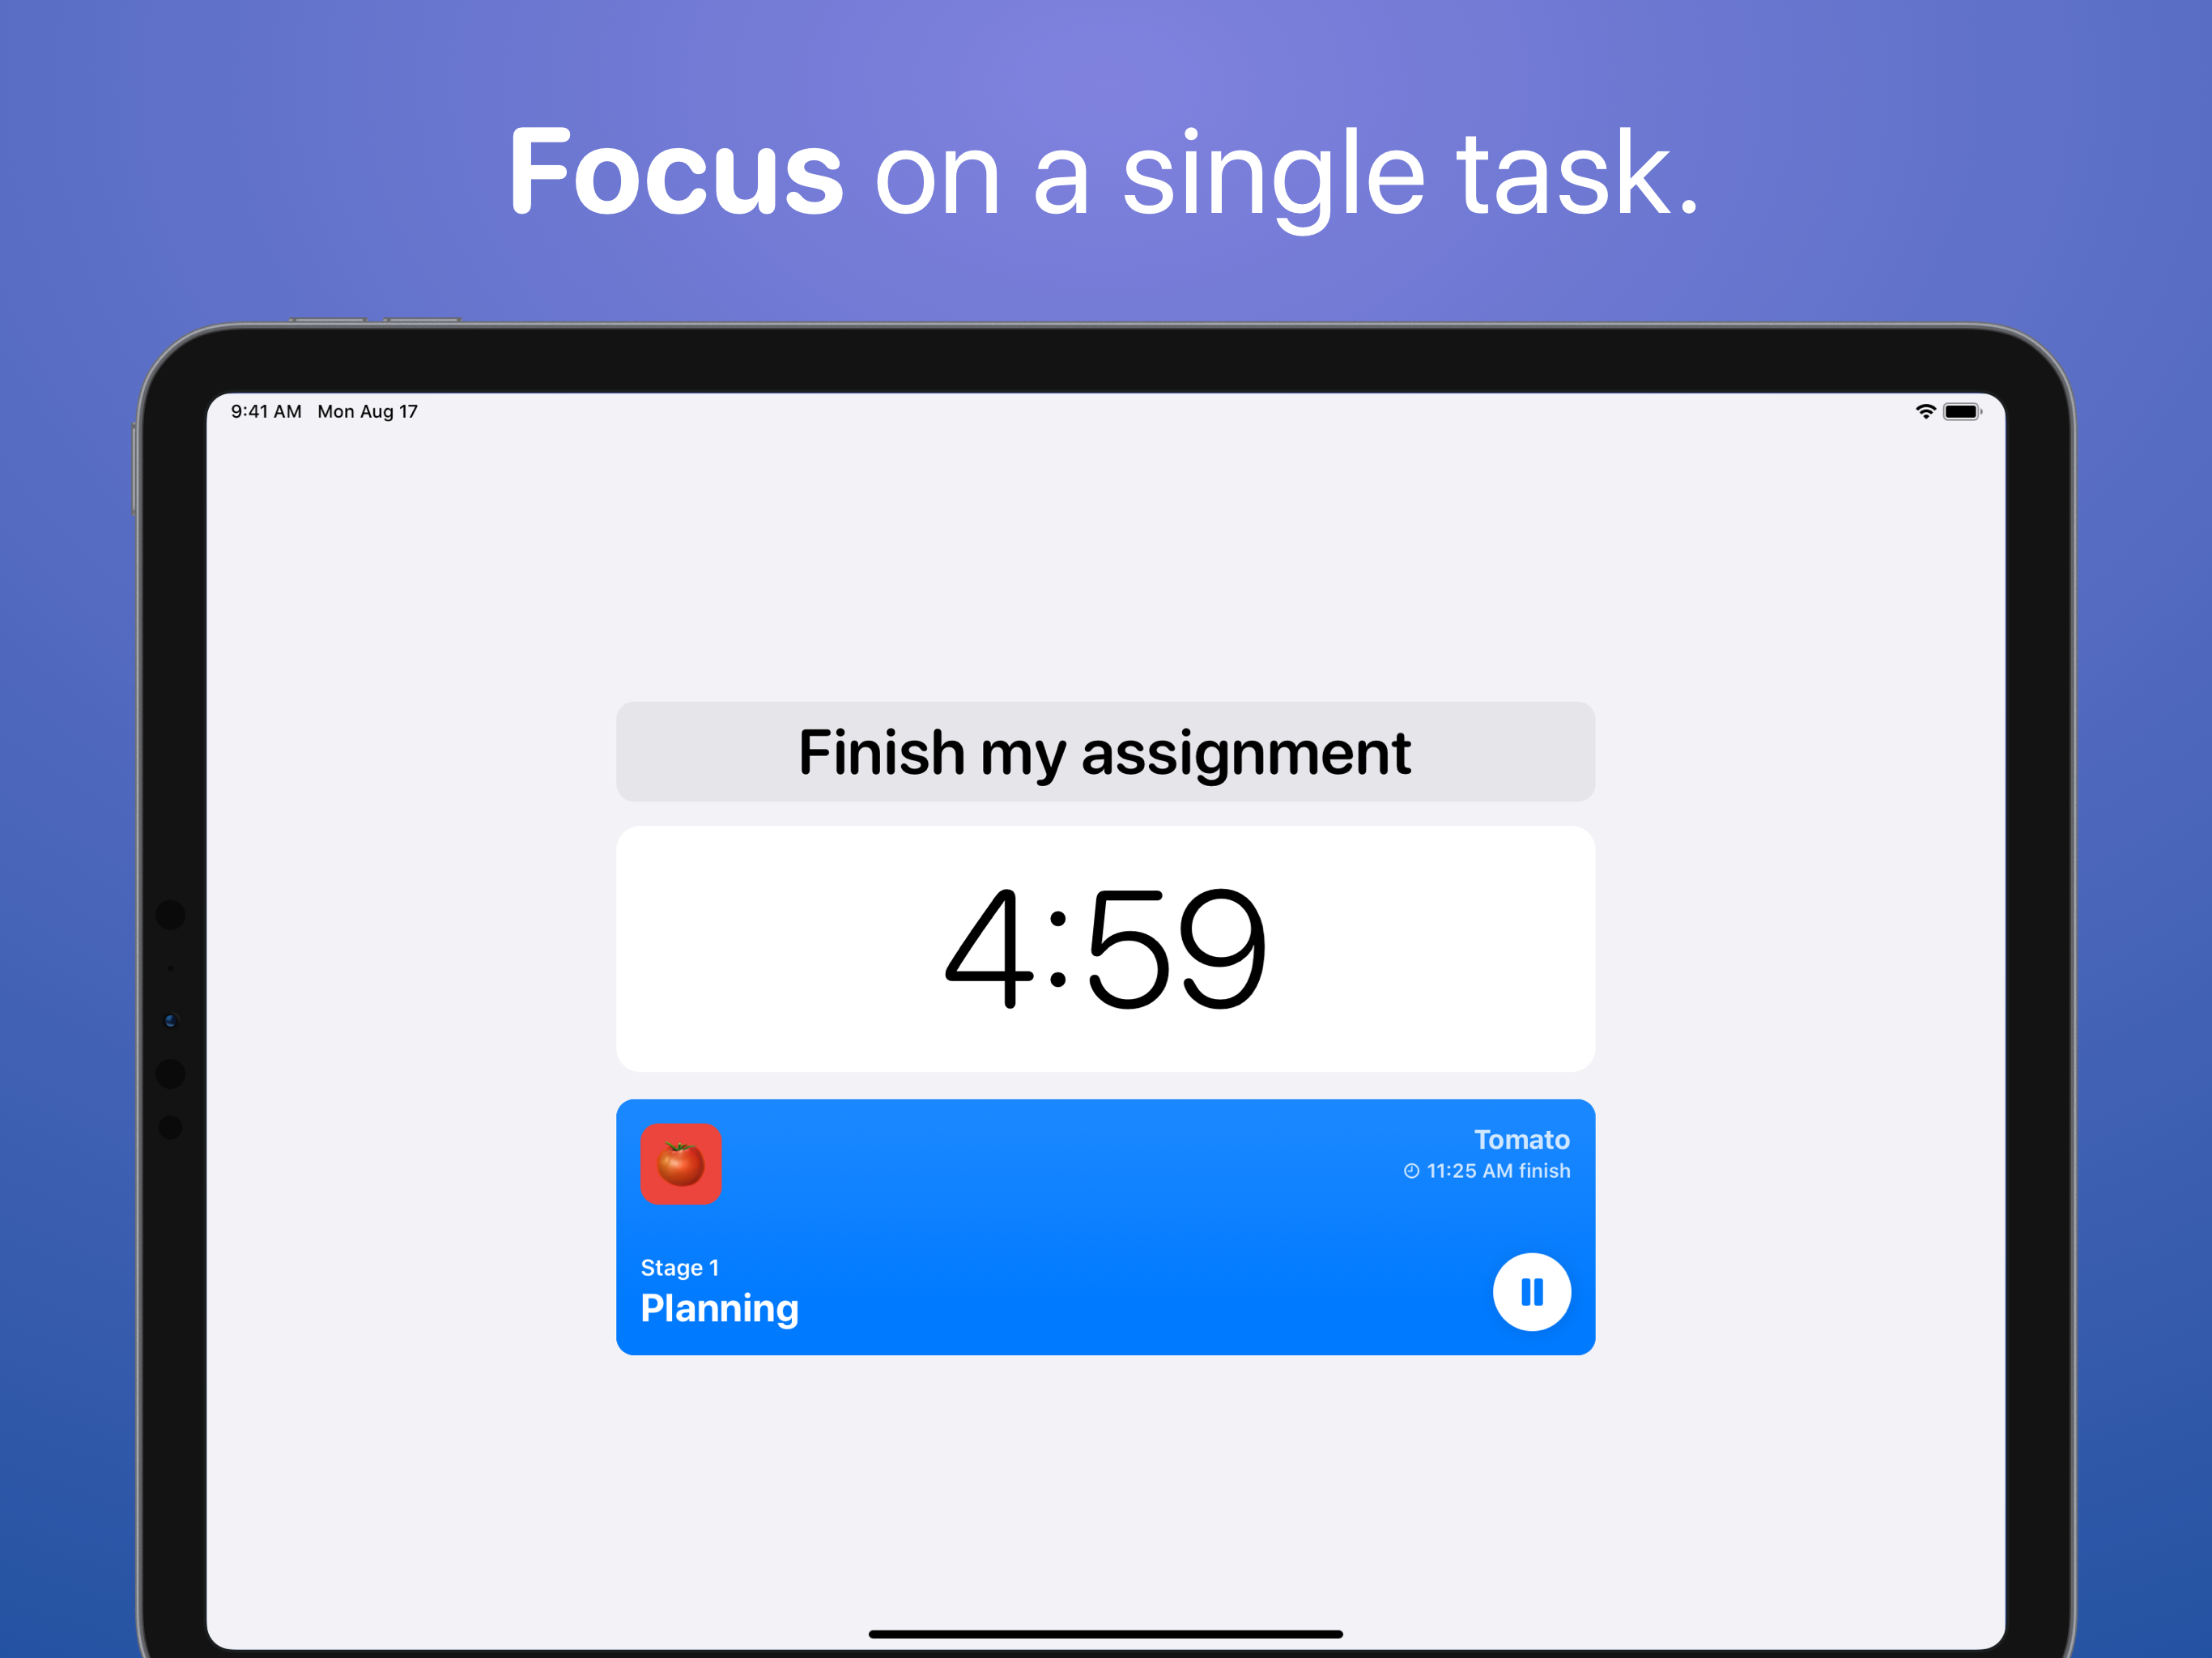 Focus on a single task.
9:41 AM Mon Aug 17
Finish my assignment
4:59
Tomato
11:25 AM finish
Stage 1
Planning